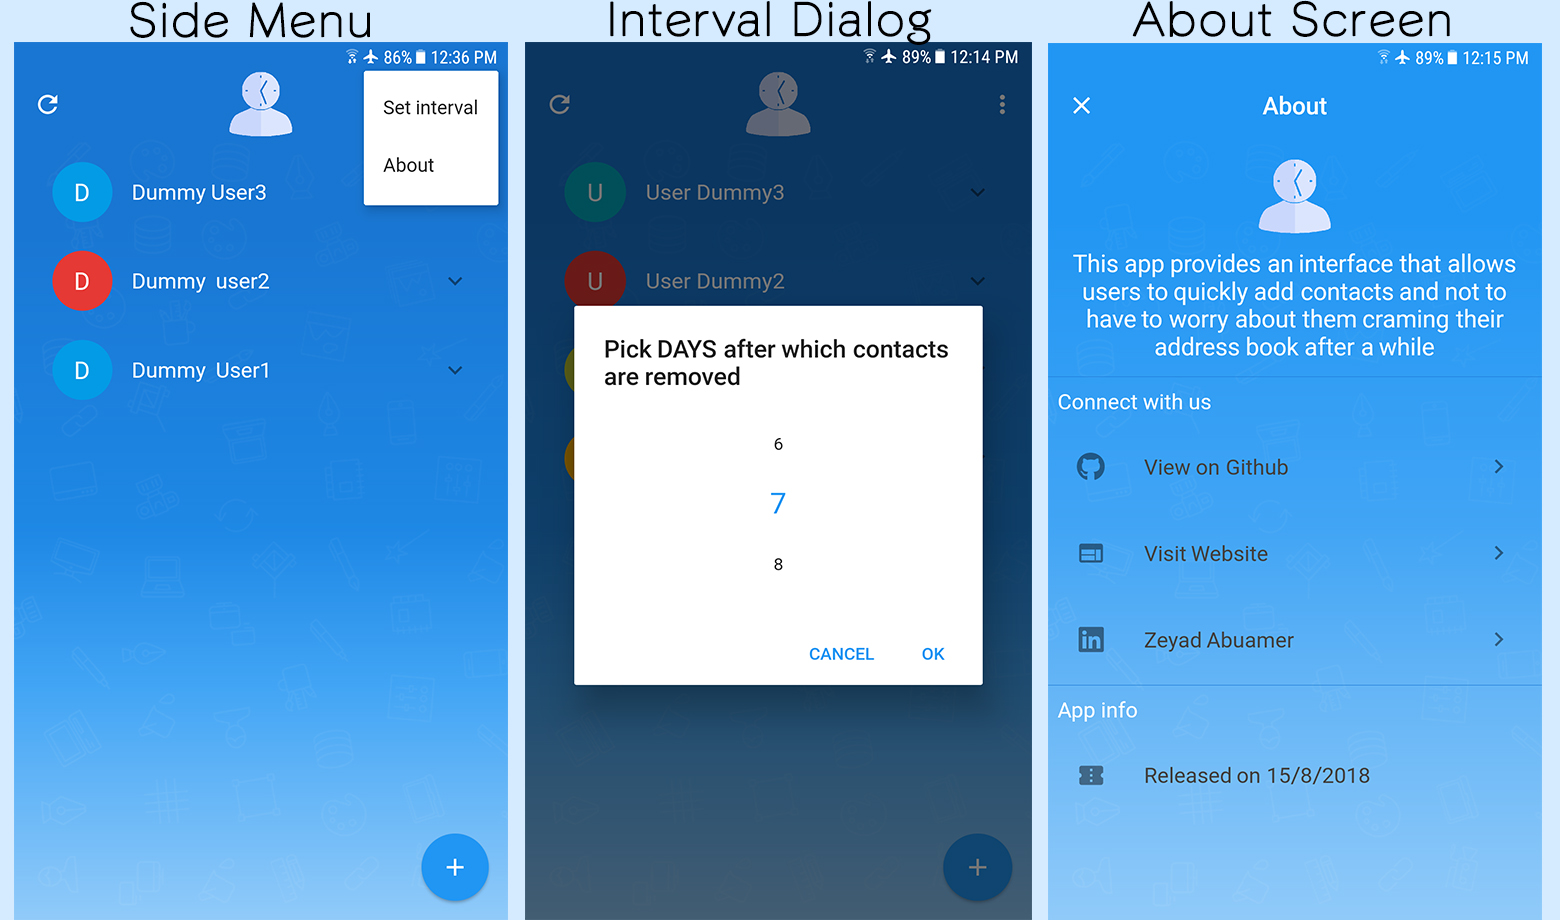 Side Menu
86% 12:36 PM
Set interval
About
D Dummy User3
D Dummy user2
D Dummy User1
+
Interval Dialog
89% 12:14 PM
U User Dummy3
U User Dummy2
Pick DAYS after which contacts
are removed
6
7
8
CANCEL OK
+
About Screen
89% 12:15 PM
About
This app provides an interface that allows
users to quickly add contacts and not to
have to worry about them craming their
address book after a while
Connect with us
View on Github
Visit Website
in Zeyad Abuamer
App info
Released on 15/8/2018